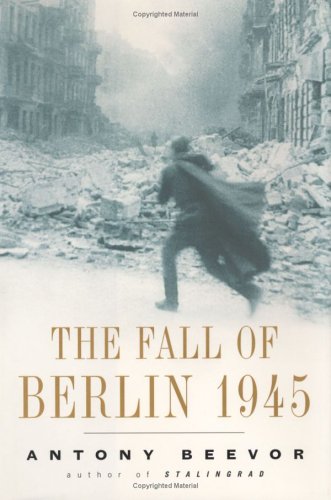 Copyrighted Material
THE FALL OF
BERLIN 1945
ANTONY BEEVOR
author of STALINGRAD
Copyrighted Material